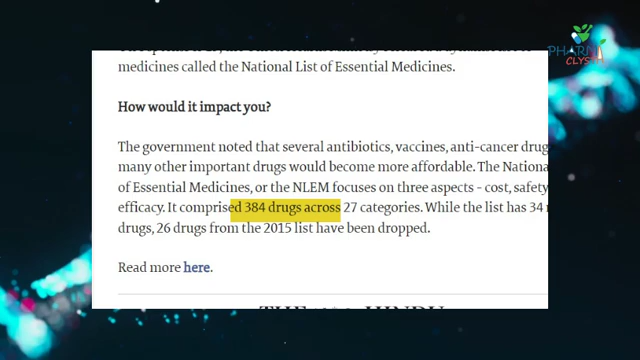 medicines called the National List of Essential Medicines.
How would it impact you?
The government noted that several antibiotics, vaccines, anti-cancer drug
many other important drugs would become more affordable. The Nationa
of Essential Medicines, or the NLEM focuses on three aspects - cost, safety
efficacy. It comprised 384 drugs across 27 categories. While the list has 34
drugs, 26 drugs from the 2015 list have been dropped.
Read more here.